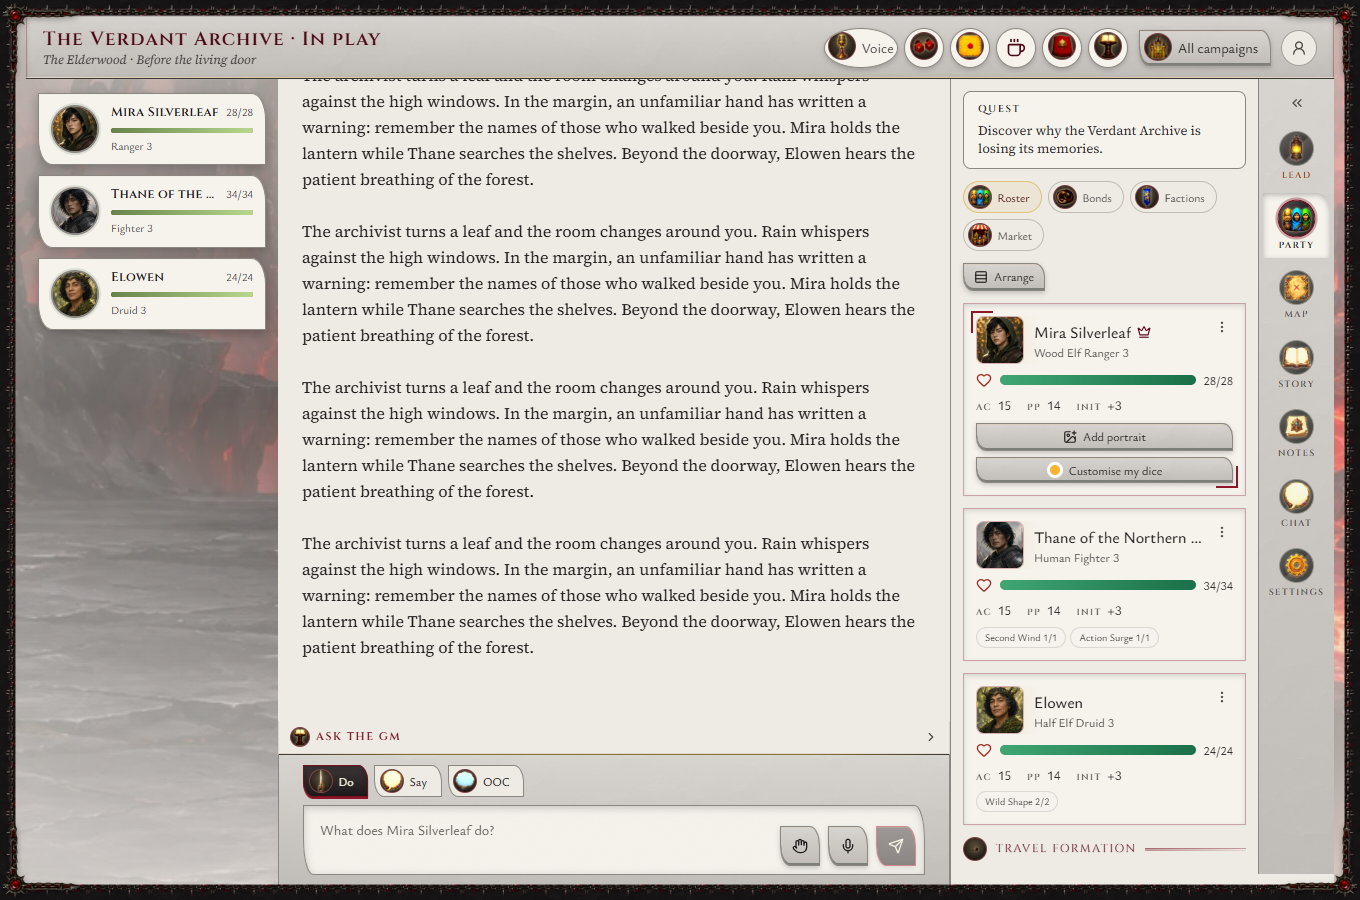 The Verdant Archive · In play
The Elderwood · Before the living door
Voice
All campaigns
Mira Silverleaf 28/28
Ranger 3
Thane of the ... 34/34
Fighter 3
Elowen 24/24
Druid 3
The archivist turns a leaf and the room changes around you. Rain whispers
against the high windows. In the margin, an unfamiliar hand has written a
warning: remember the names of those who walked beside you. Mira holds the
lantern while Thane searches the shelves. Beyond the doorway, Elowen hears the
patient breathing of the forest.
The archivist turns a leaf and the room changes around you. Rain whispers
against the high windows. In the margin, an unfamiliar hand has written a
warning: remember the names of those who walked beside you. Mira holds the
lantern while Thane searches the shelves. Beyond the doorway, Elowen hears the
patient breathing of the forest.
The archivist turns a leaf and the room changes around you. Rain whispers
against the high windows. In the margin, an unfamiliar hand has written a
warning: remember the names of those who walked beside you. Mira holds the
lantern while Thane searches the shelves. Beyond the doorway, Elowen hears the
patient breathing of the forest.
The archivist turns a leaf and the room changes around you. Rain whispers
against the high windows. In the margin, an unfamiliar hand has written a
warning: remember the names of those who walked beside you. Mira holds the
lantern while Thane searches the shelves. Beyond the doorway, Elowen hears the
patient breathing of the forest.
ASK THE GM
Do
Say
OOC
What does Mira Silverleaf do?
QUEST
Discover why the Verdant Archive is
losing its memories.
Roster
Bonds
Factions
Market
Arrange
Mira Silverleaf
Wood Elf Ranger 3
28/28
AC 15 PP 14 INIT +3
Add portrait
Customise my dice
Thane of the Northern ...
Human Fighter 3
34/34
AC 15 PP 14 INIT +3
Second Wind 1/1
Action Surge 1/1
Elowen
Half Elf Druid 3
24/24
AC 15 PP 14 INIT +3
Wild Shape 2/2
TRAVEL FORMATION
LEAD
PARTY
MAP
STORY
NOTES
CHAT
SETTINGS